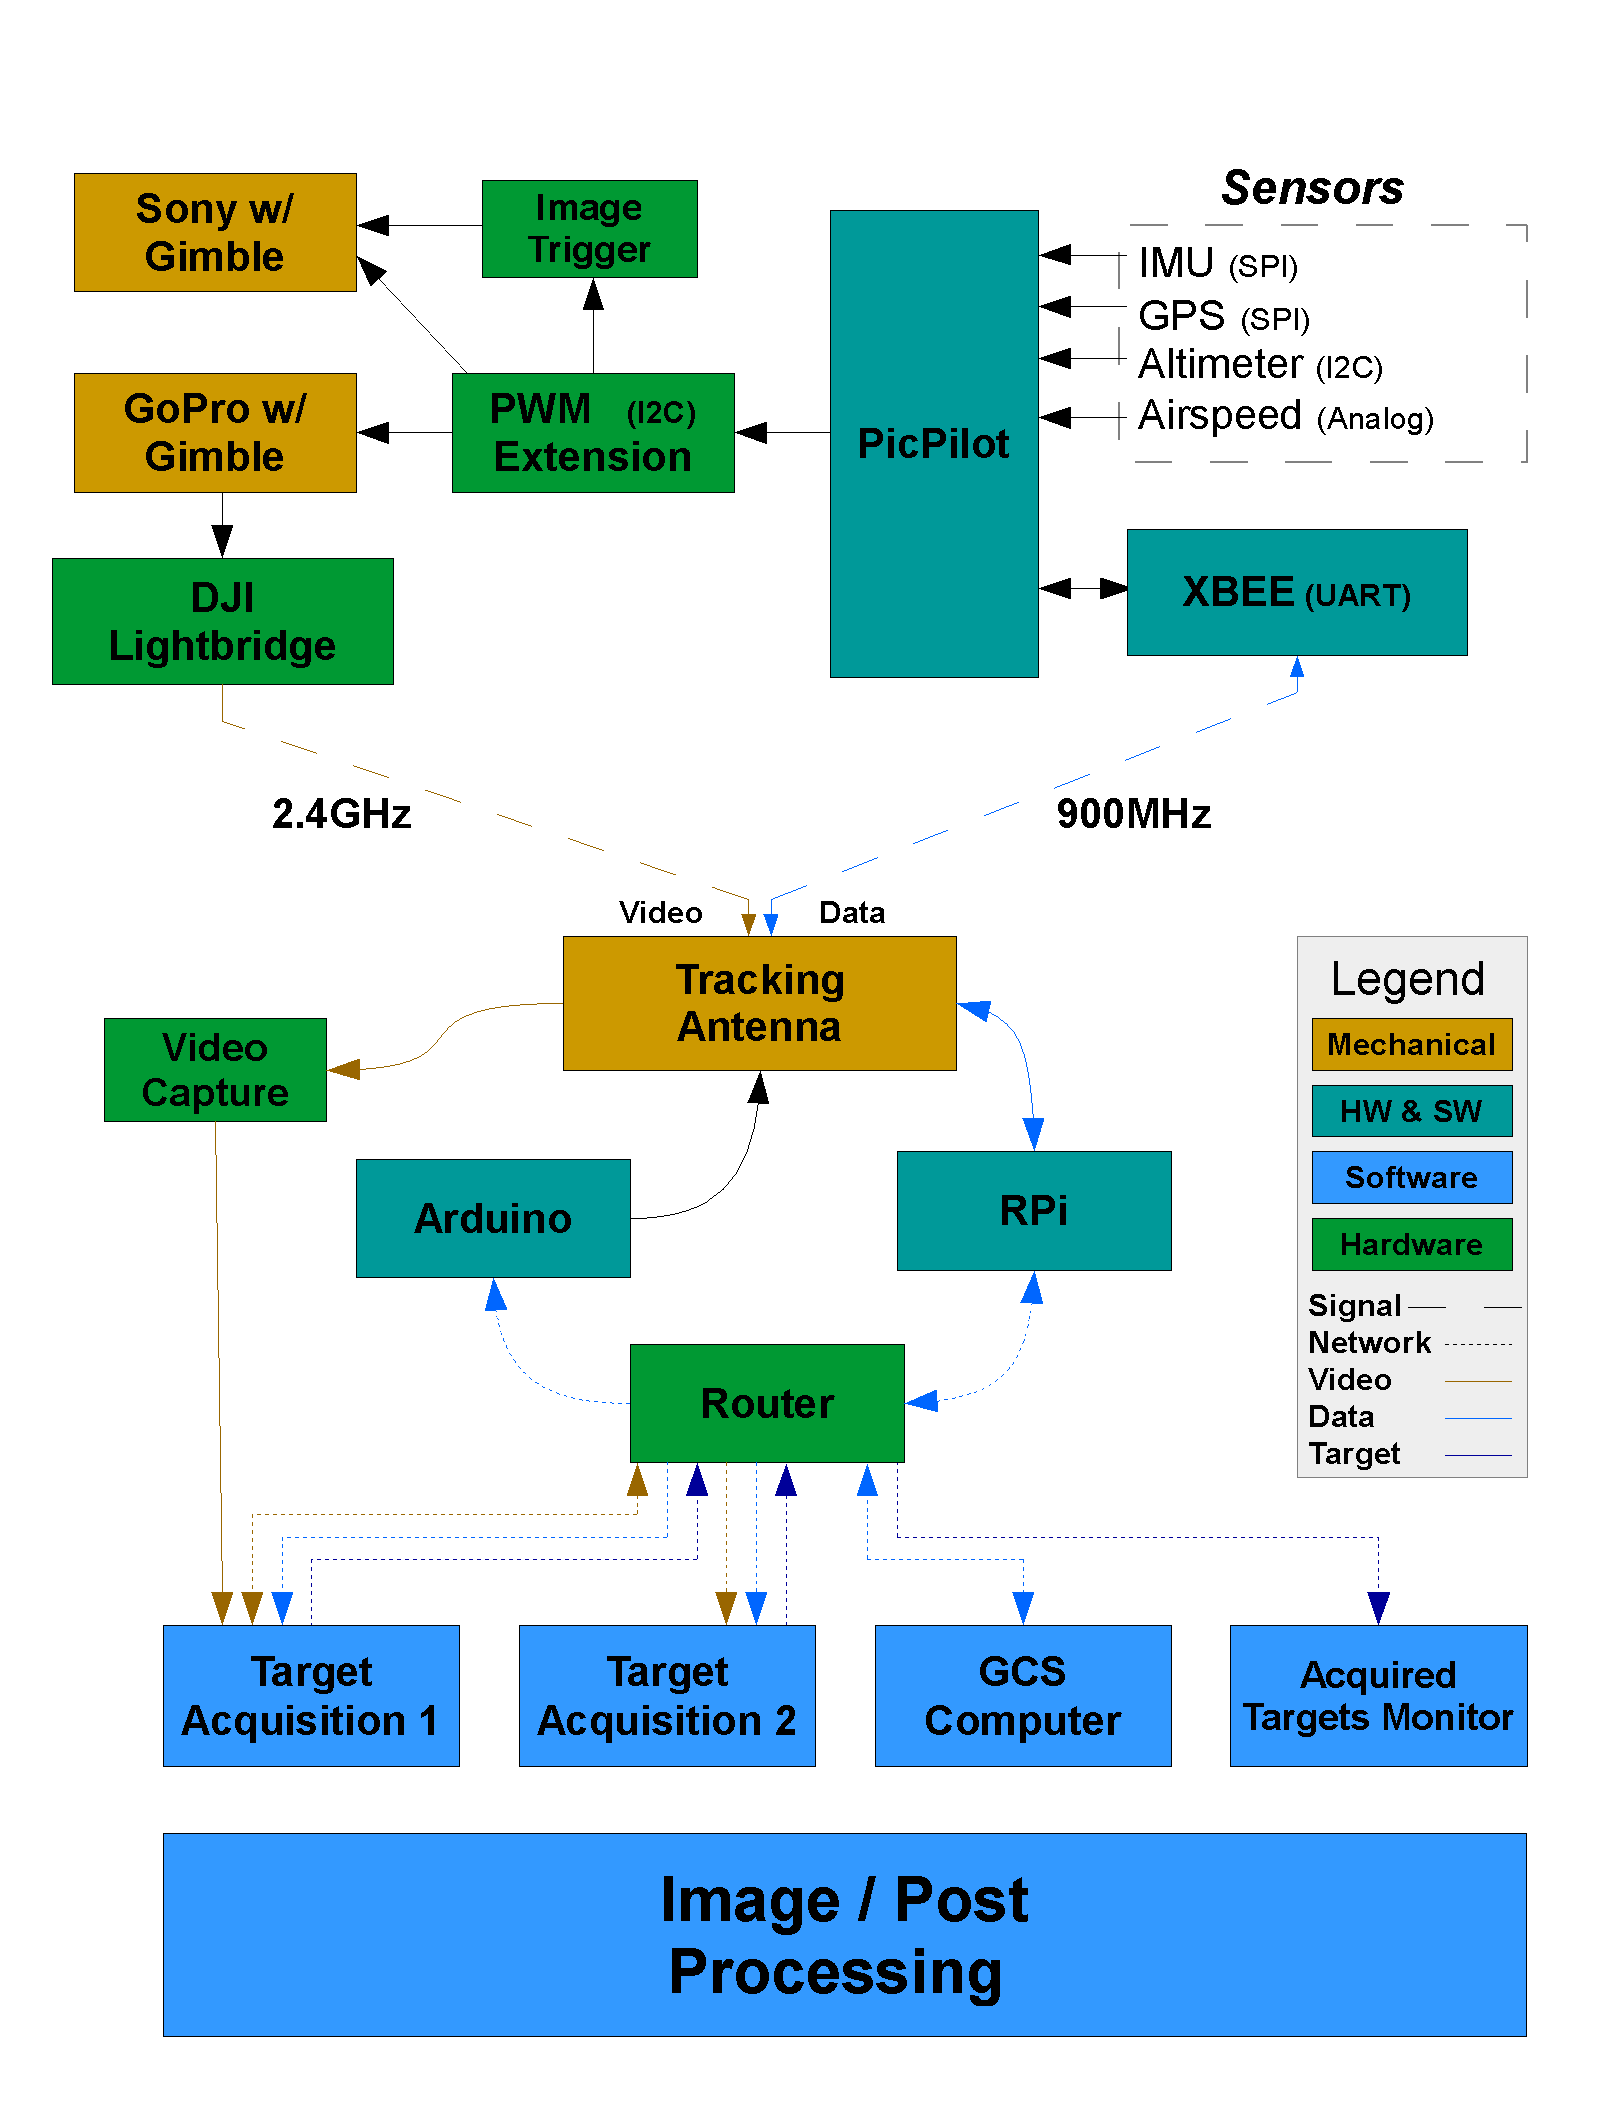 Sensors
Sony w/
Gimble
Image
Trigger
IMU (SPI)
GPS (SPI)
Altimeter (I2C)
Airspeed (Analog)
GoPro w/
Gimble
PWM (I2C)
Extension
PicPilot
DJI
Lightbridge
XBEE (UART)
2.4GHz
900MHz
Video
Data
Tracking
Antenna
Video
Capture
Arduino
RPi
Router
Legend
Mechanical
HW & SW
Software
Hardware
Signal
Network
Video
Data
Target
Target
Acquisition 1
Target
Acquisition 2
GCS
Computer
Acquired
Targets Monitor
Image / Post
Processing